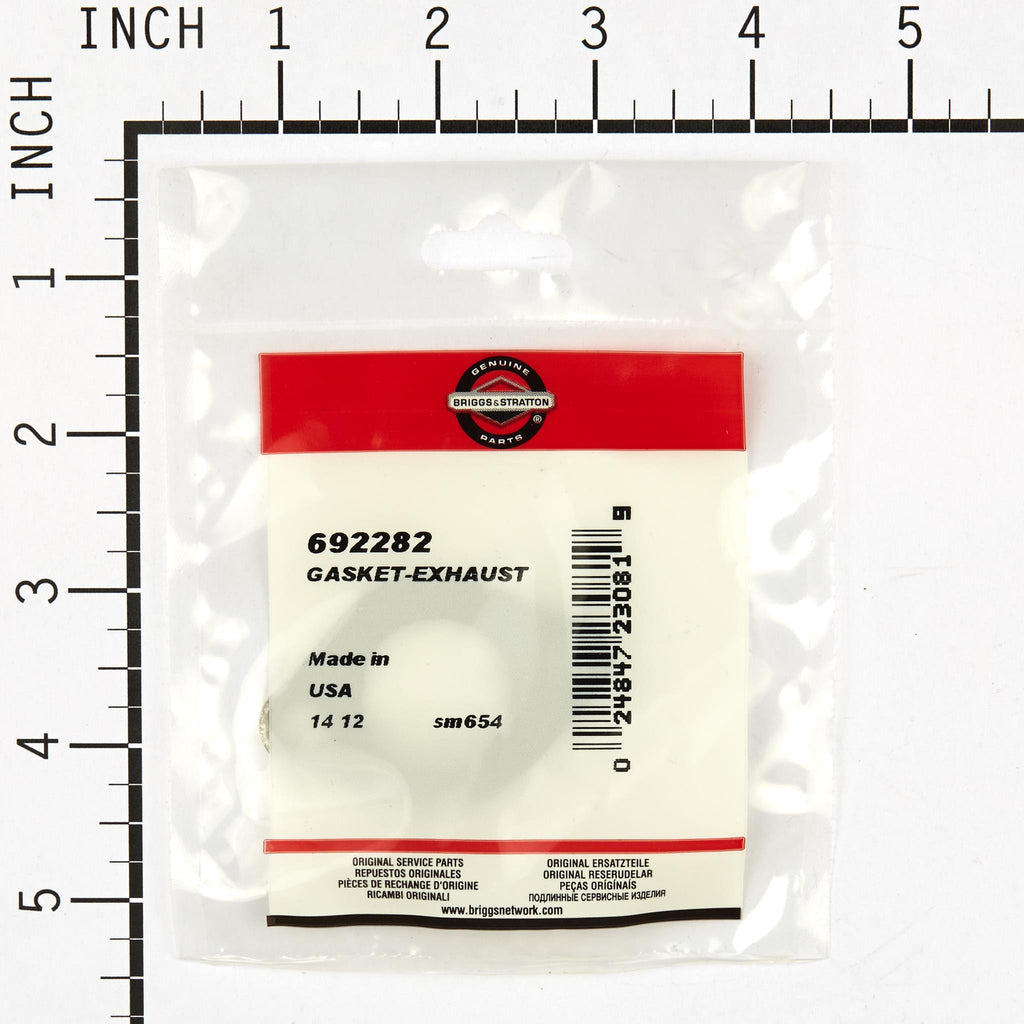 INCH 1 2 3 4 5
INCH
1
2
3
4
5
GENUINE
BRIGGS & STRATTON
®
PARTS
692282
GASKET-EXHAUST
Made in
USA
14 12 sm654
0 24847 23081 9
ORIGINAL SERVICE PARTS
REPUESTOS ORIGINALES
PIÈCES DE RECHANGE D'ORIGINE
RICAMBI ORIGINALI
ORIGINAL ERSATZTEILE
ORIGINAL RESERUDELAR
PEÇAS ORÍGÍNAIS
ПОДЛИННЫЕ СЕРВИСНЫЕ ИЗДЕЛИЯ
www.briggsnetwork.com